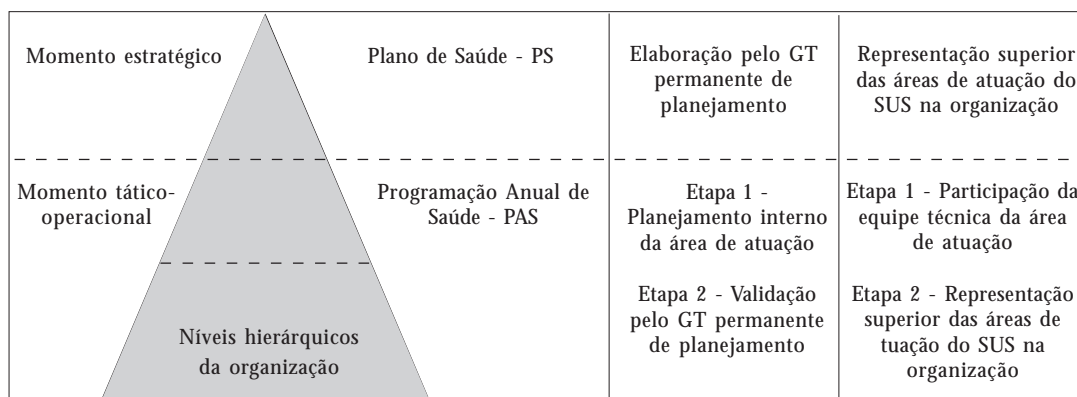 Momento estratégico
Plano de Saúde - PS
Elaboração pelo GT
permanente de
planejamento
Representação superior
das áreas de atuação do
SUS na organização
Momento tático-
operacional
Programação Anual de
Saúde - PAS
Etapa 1 -
Planejamento interno
da área de atuação
Etapa 1 - Participação da
equipe técnica da área
de atuação
Níveis hierárquicos
da organização
Etapa 2 - Validação
pelo GT permanente
de planejamento
Etapa 2 - Representação
superior das áreas de
tuação do SUS na
organização